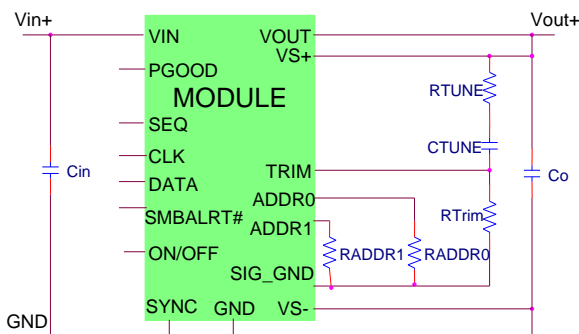 Vin+
Vout+
VIN
VOUT
VS+
PGOOD
RTUNE
MODULE
SEQ
CTUNE
CLK
TRIM
Cin
Co
DATA
ADDR0
SMBALRT#
RTrim
ADDR1
ON/OFF
RADDR1
RADDR0
SIG_GND
SYNC
GND
VS-
GND